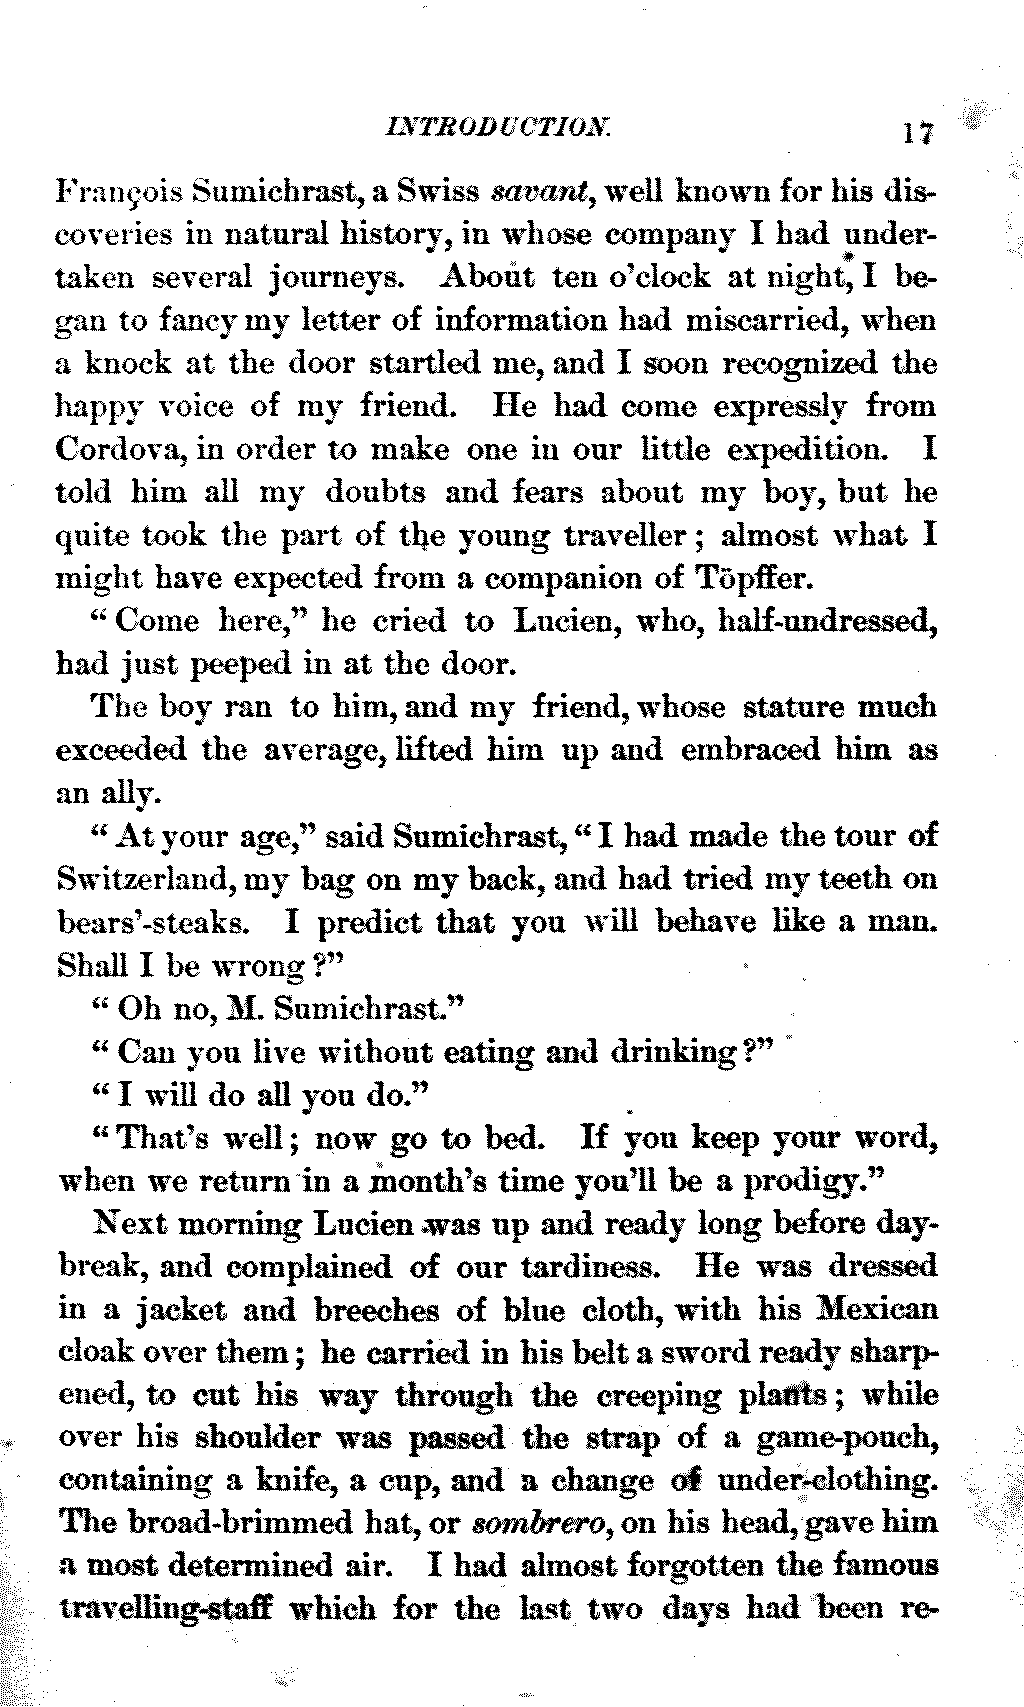 INTRODUCTION. 17
François Sumichrast, a Swiss savant, well known for his dis-
coveries in natural history, in whose company I had under-
taken several journeys. About ten o'clock at night, I be-
gan to fancy my letter of information had miscarried, when
a knock at the door startled me, and I soon recognized the
happy voice of my friend. He had come expressly from
Cordova, in order to make one in our little expedition. I
told him all my doubts and fears about my boy, but he
quite took the part of the young traveller; almost what I
might have expected from a companion of Töpffer.
"Come here," he cried to Lucien, who, half-undressed,
had just peeped in at the door.
The boy ran to him, and my friend, whose stature much
exceeded the average, lifted him up and embraced him as
an ally.
"At your age," said Sumichrast, "I had made the tour of
Switzerland, my bag on my back, and had tried my teeth on
bears'-steaks. I predict that you will behave like a man.
Shall I be wrong?"
"Oh no, M. Sumichrast."
"Can you live without eating and drinking?"
"I will do all you do."
"That's well; now go to bed. If you keep your word,
when we return in a month's time you'll be a prodigy."
Next morning Lucien was up and ready long before day-
break, and complained of our tardiness. He was dressed
in a jacket and breeches of blue cloth, with his Mexican
cloak over them; he carried in his belt a sword ready sharp-
ened, to cut his way through the creeping plants; while
over his shoulder was passed the strap of a game-pouch,
containing a knife, a cup, and a change of under-clothing.
The broad-brimmed hat, or sombrero, on his head, gave him
a most determined air. I had almost forgotten the famous
travelling-staff which for the last two days had been re-